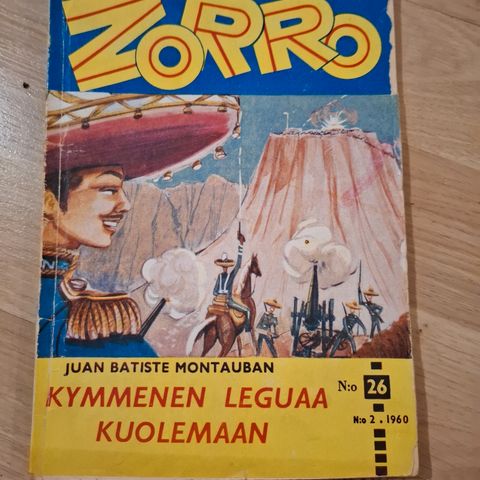 ZORRO
JUAN BATISTE MONTAUBAN
KYMMENEN LEGUAA
KUOLEMAAN
N:o 26
N:o 2 . 1960